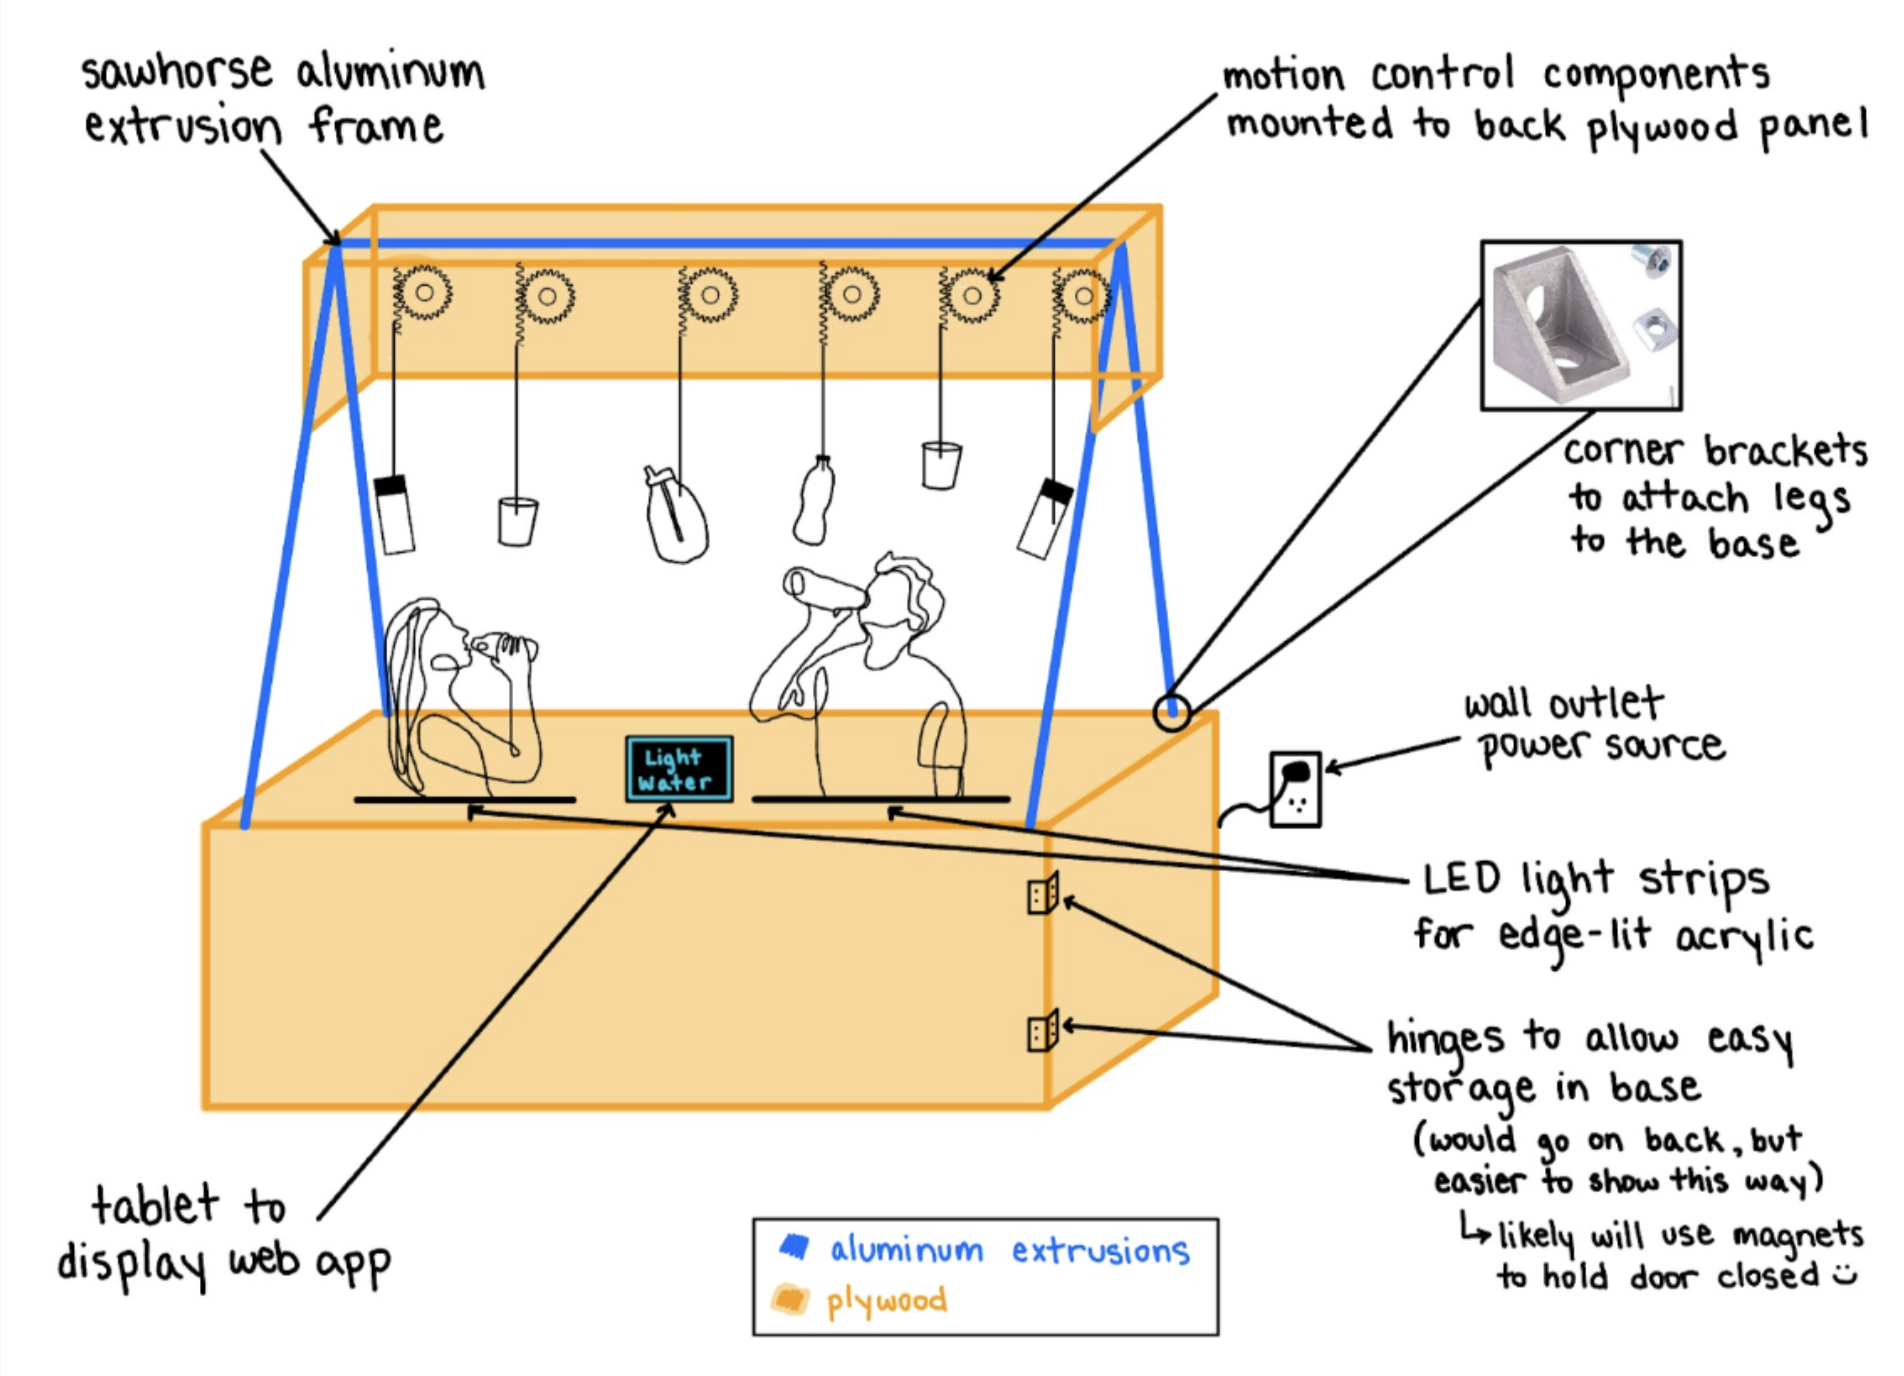 sawhorse aluminum
extrusion frame
motion control components
mounted to back plywood panel
corner brackets
to attach legs
to the base
wall outlet
power source
Light
Water
LED light strips
for edge-lit acrylic
hinges to allow easy
storage in base
(would go on back, but
easier to show this way)
↳ likely will use magnets
to hold door closed :)
tablet to
display web app
aluminum extrusions
plywood